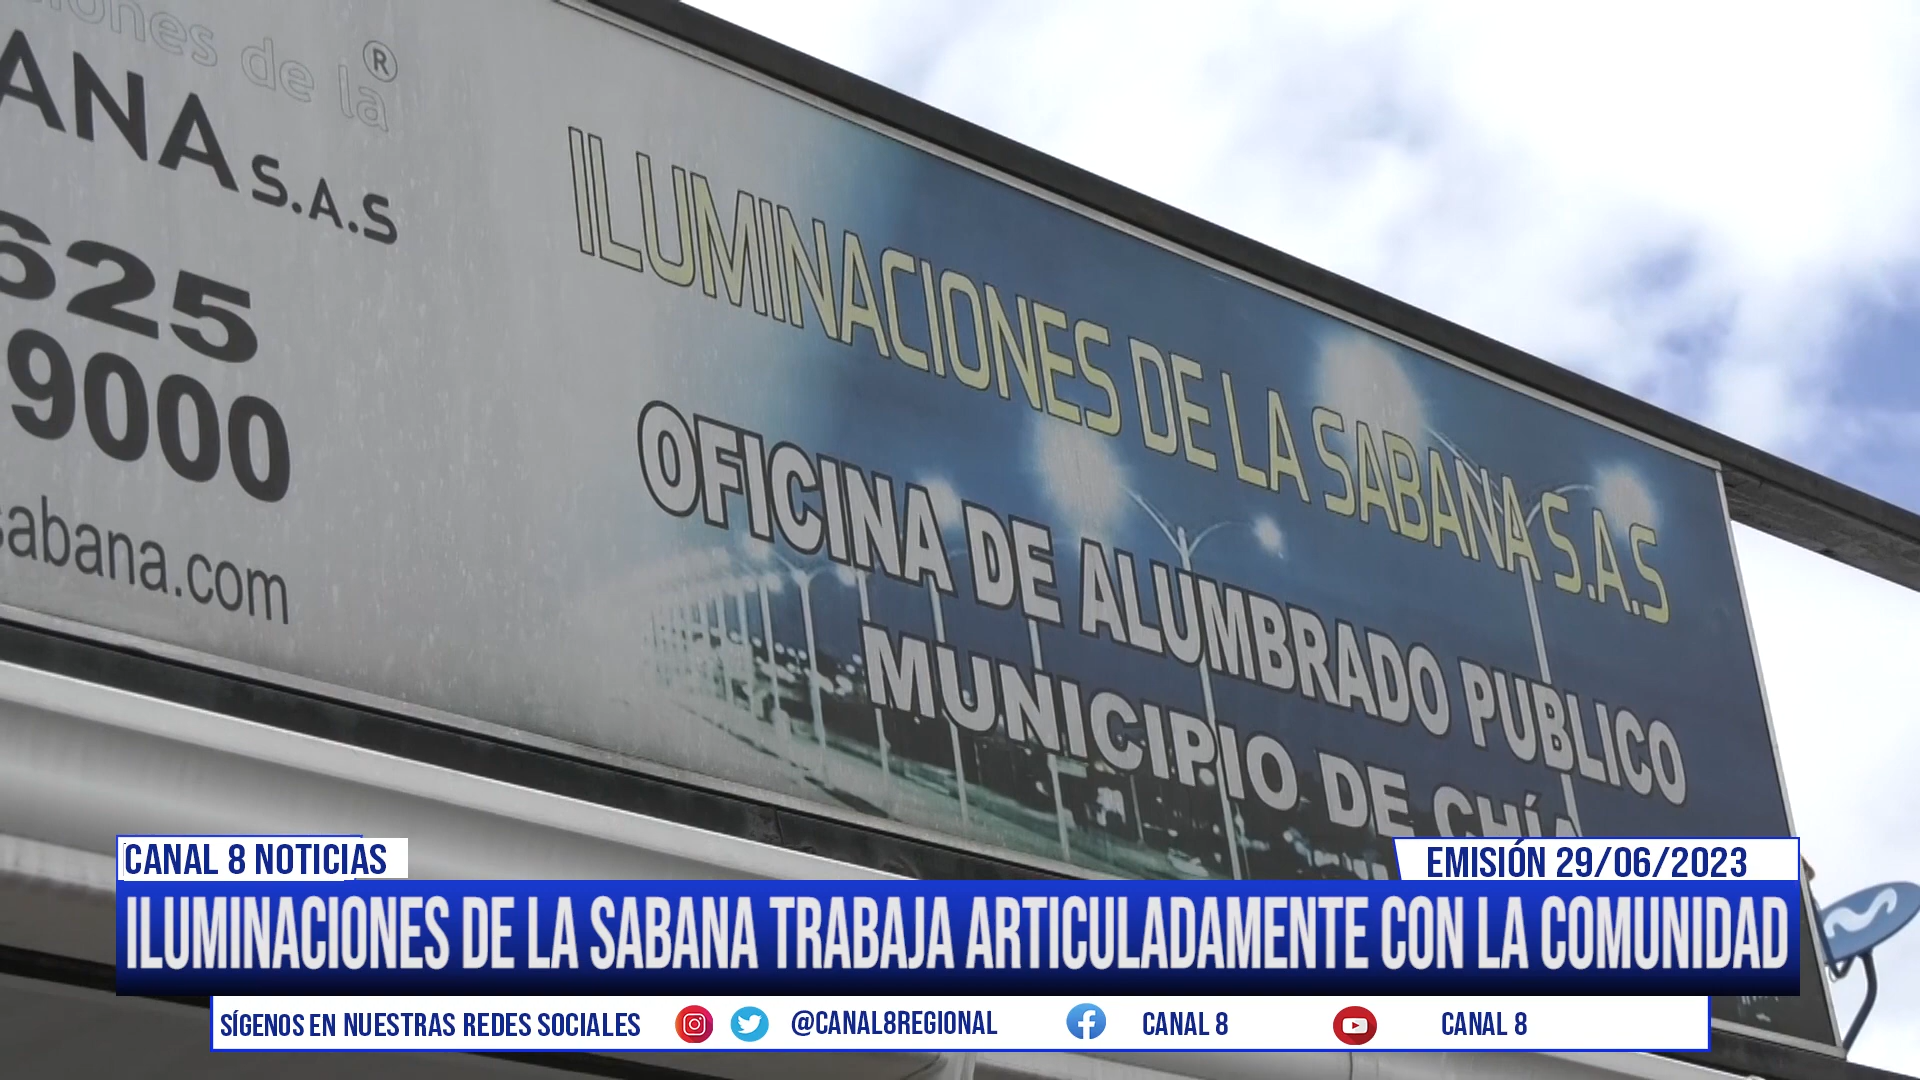 de la ®
S.A.S
625
9000
sabana.com
ILUMINACIONES DE LA SABANA S.A.S
OFICINA DE ALUMBRADO PUBLICO
MUNICIPIO DE CHÍA
CANAL 8 NOTICIAS
EMISIÓN 29/06/2023
ILUMINACIONES DE LA SABANA TRABAJA ARTICULADAMENTE CON LA COMUNIDAD
SÍGENOS EN NUESTRAS REDES SOCIALES @CANAL8REGIONAL CANAL 8 CANAL 8